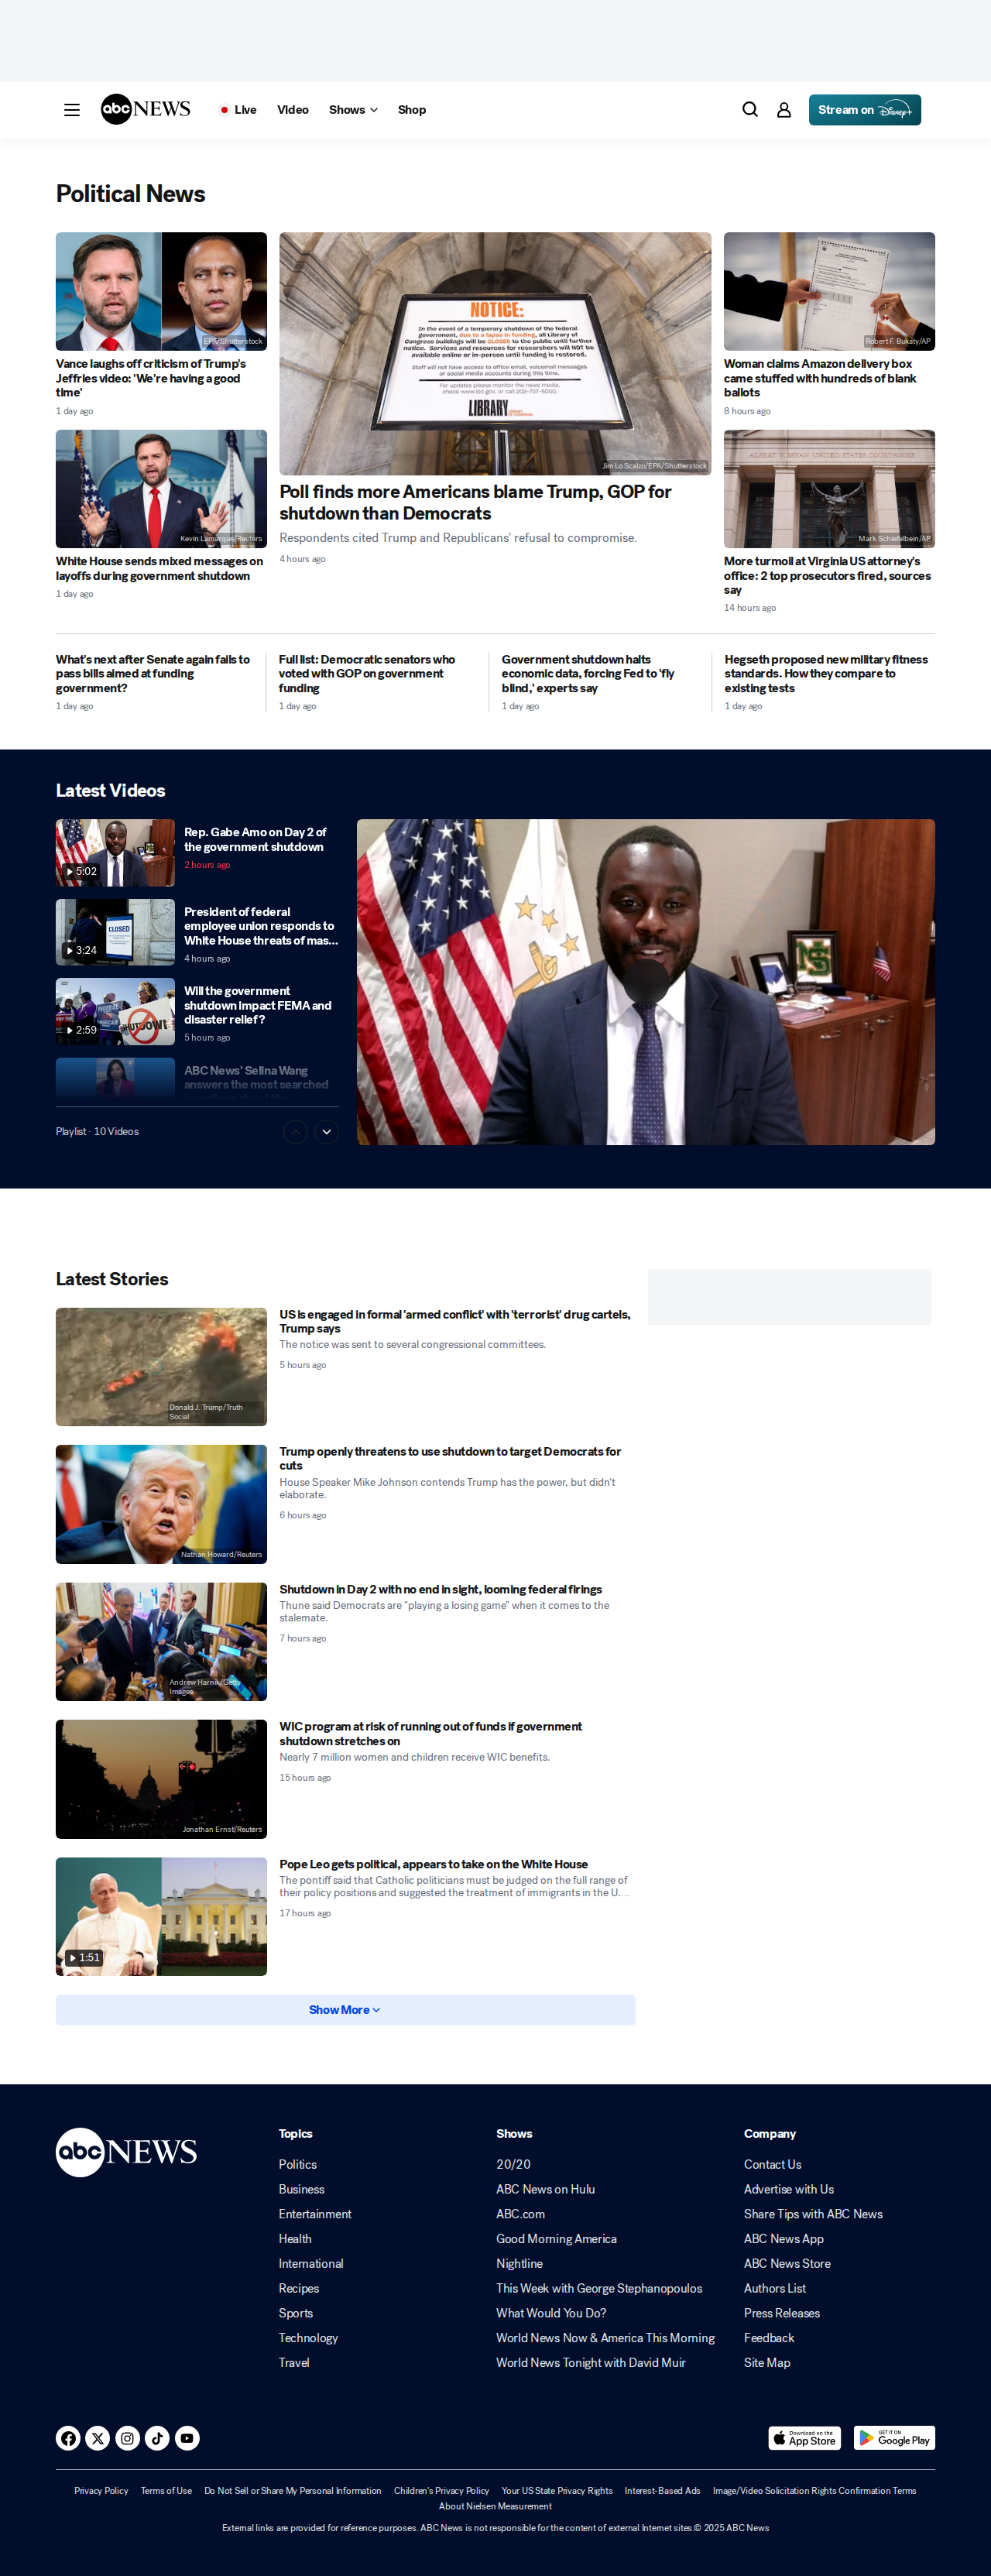 abc NEWS
Live
Video
Shows
Shop
Stream on Disney+
Political News
EPA/Shutterstock
Vance laughs off criticism of Trump's
Jeffries video: 'We're having a good
time'
1 day ago
Kevin Lamarque/Reuters
White House sends mixed messages on
layoffs during government shutdown
1 day ago
NOTICE:
In the event of a temporary shutdown of the federal
government, due to a lapse in funding, all Library of
Congress buildings will be CLOSED to the public until further
notice. Services and resources for researchers will NOT be
available online or in-person until funding is restored.
Staff will not have access to office email, voicemail messages
or social media accounts during this time.
For updates please monitor the news media,
check www.loc.gov, or call 202-707-5000.
LIBRARY
Jim Lo Scalzo/EPA/Shutterstock
Poll finds more Americans blame Trump, GOP for
shutdown than Democrats
Respondents cited Trump and Republicans' refusal to compromise.
4 hours ago
Robert F. Bukaty/AP
Woman claims Amazon delivery box
came stuffed with hundreds of blank
ballots
8 hours ago
ALBERT V. BRYAN UNITED STATES COURTHOUSE
Mark Schiefelbein/AP
More turmoil at Virginia US attorney's
office: 2 top prosecutors fired, sources
say
14 hours ago
What's next after Senate again fails to
pass bills aimed at funding
government?
1 day ago
Full list: Democratic senators who
voted with GOP on government
funding
1 day ago
Government shutdown halts
economic data, forcing Fed to 'fly
blind,' experts say
1 day ago
Hegseth proposed new military fitness
standards. How they compare to
existing tests
1 day ago
Latest Videos
5:02
Rep. Gabe Amo on Day 2 of
the government shutdown
2 hours ago
CLOSED
3:24
President of federal
employee union responds to
White House threats of mas...
4 hours ago
SHUTDOWN!
2:59
Will the government
shutdown impact FEMA and
disaster relief?
5 hours ago
ABC News' Selina Wang
answers the most searched
Playlist · 10 Videos
Latest Stories
Donald J. Trump/Truth
Social
US is engaged in formal 'armed conflict' with 'terrorist' drug cartels,
Trump says
The notice was sent to several congressional committees.
5 hours ago
Nathan Howard/Reuters
Trump openly threatens to use shutdown to target Democrats for
cuts
House Speaker Mike Johnson contends Trump has the power, but didn't
elaborate.
6 hours ago
Andrew Harnik/Getty
Images
Shutdown in Day 2 with no end in sight, looming federal firings
Thune said Democrats are "playing a losing game" when it comes to the
stalemate.
7 hours ago
Jonathan Ernst/Reuters
WIC program at risk of running out of funds if government
shutdown stretches on
Nearly 7 million women and children receive WIC benefits.
15 hours ago
1:51
Pope Leo gets political, appears to take on the White House
The pontiff said that Catholic politicians must be judged on the full range of
their policy positions and suggested the treatment of immigrants in the U....
17 hours ago
Show More
abc NEWS
Topics
Politics
Business
Entertainment
Health
International
Recipes
Sports
Technology
Travel
Shows
20/20
ABC News on Hulu
ABC.com
Good Morning America
Nightline
This Week with George Stephanopoulos
What Would You Do?
World News Now & America This Morning
World News Tonight with David Muir
Company
Contact Us
Advertise with Us
Share Tips with ABC News
ABC News App
ABC News Store
Authors List
Press Releases
Feedback
Site Map
Download on the
App Store
GET IT ON
Google Play
Privacy Policy Terms of Use Do Not Sell or Share My Personal Information Children's Privacy Policy Your US State Privacy Rights Interest-Based Ads Image/Video Solicitation Rights Confirmation Terms
About Nielsen Measurement
External links are provided for reference purposes. ABC News is not responsible for the content of external Internet sites.© 2025 ABC News